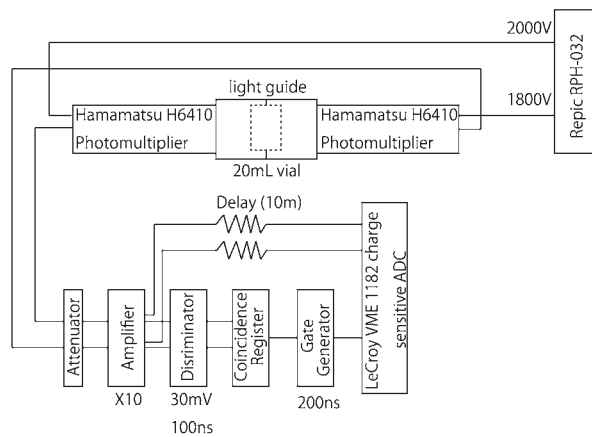 2000V
Repic RPH-032
1800V
light guide
Hamamatsu H6410
Photomultiplier
Hamamatsu H6410
Photomultiplier
20mL vial
Delay (10m)
LeCroy VME 1182 charge
sensitive ADC
Attenuator
Amplifier
Disriminator
Coincidence
Register
Gate
Generator
X10
30mV
100ns
200ns